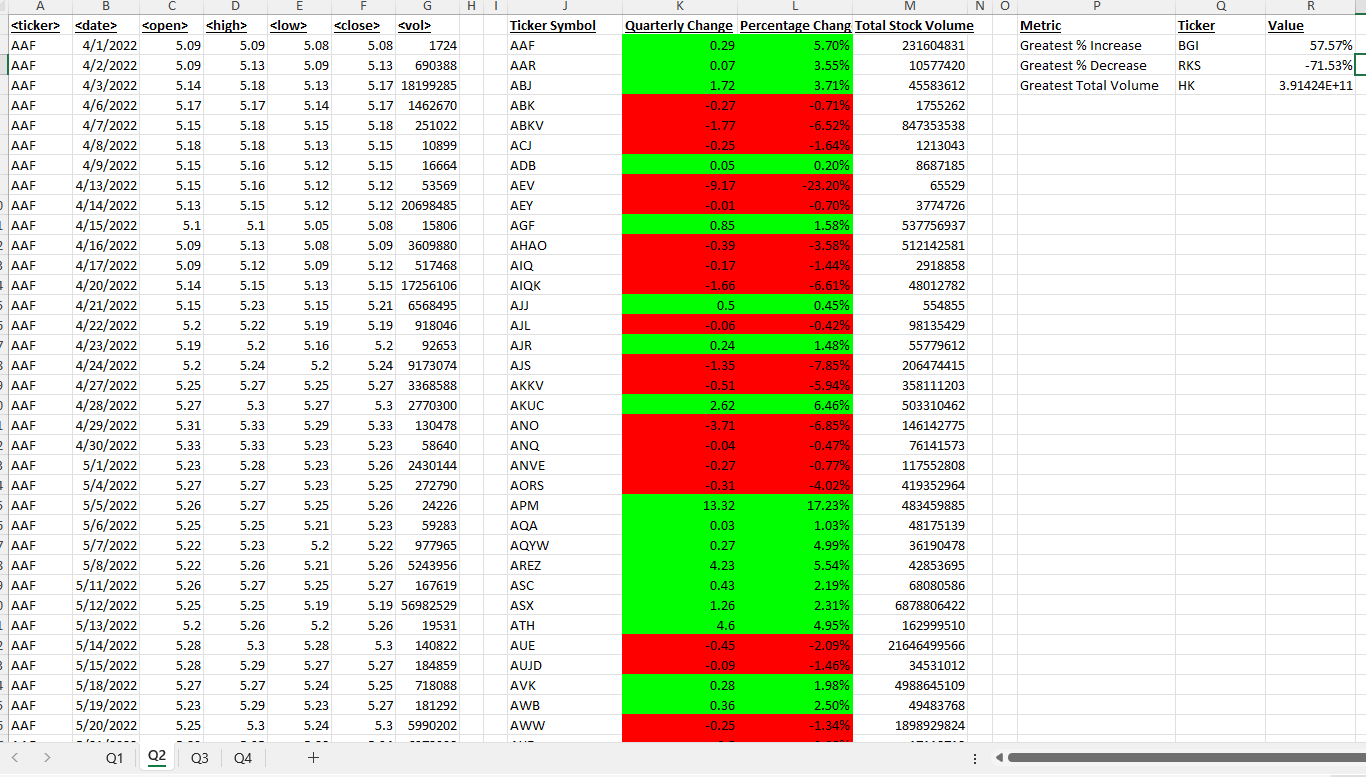 A B C D E F G H I J K L M N O P Q R
<ticker> <date> <open> <high> <low> <close> <vol> Ticker Symbol Quarterly Change Percentage Chang Total Stock Volume Metric Ticker Value
AAF 4/1/2022 5.09 5.09 5.08 5.08 1724 AAF 0.29 5.70% 231604831 Greatest % Increase BGI 57.57%
AAF 4/2/2022 5.09 5.13 5.09 5.13 690388 AAR 0.07 3.55% 10577420 Greatest % Decrease RKS -71.53%
AAF 4/3/2022 5.14 5.18 5.13 5.17 18199285 ABJ 1.72 3.71% 45583612 Greatest Total Volume HK 3.91424E+11
AAF 4/6/2022 5.17 5.17 5.14 5.17 1462670 ABK -0.27 -0.71% 1755262
AAF 4/7/2022 5.15 5.18 5.15 5.18 251022 ABKV -1.77 -6.52% 847353538
AAF 4/8/2022 5.18 5.18 5.13 5.15 10899 ACJ -0.25 -1.64% 1213043
AAF 4/9/2022 5.15 5.16 5.12 5.15 16664 ADB 0.05 0.20% 8687185
AAF 4/13/2022 5.15 5.16 5.12 5.12 53569 AEV -9.17 -23.20% 65529
AAF 4/14/2022 5.13 5.15 5.12 5.12 20698485 AEY -0.01 -0.70% 3774726
AAF 4/15/2022 5.1 5.1 5.05 5.08 15806 AGF 0.85 1.58% 537756937
AAF 4/16/2022 5.09 5.13 5.08 5.09 3609880 AHAO -0.39 -3.58% 512142581
AAF 4/17/2022 5.09 5.12 5.09 5.12 517468 AIQ -0.17 -1.44% 2918858
AAF 4/20/2022 5.14 5.15 5.13 5.15 17256106 AIQK -1.66 -6.61% 48012782
AAF 4/21/2022 5.15 5.23 5.15 5.21 6568495 AJJ 0.5 0.45% 554855
AAF 4/22/2022 5.2 5.22 5.19 5.19 918046 AJL -0.06 -0.42% 98135429
AAF 4/23/2022 5.19 5.2 5.16 5.2 92653 AJR 0.24 1.48% 55779612
AAF 4/24/2022 5.2 5.24 5.2 5.24 9173074 AJS -1.35 -7.85% 206474415
AAF 4/27/2022 5.25 5.27 5.25 5.27 3368588 AKKV -0.51 -5.94% 358111203
AAF 4/28/2022 5.27 5.3 5.27 5.3 2770300 AKUC 2.62 6.46% 503310462
AAF 4/29/2022 5.31 5.33 5.29 5.33 130478 ANO -3.71 -6.85% 146142775
AAF 4/30/2022 5.33 5.33 5.23 5.23 58640 ANQ -0.04 -0.47% 76141573
AAF 5/1/2022 5.23 5.28 5.23 5.26 2430144 ANVE -0.27 -0.77% 117552808
AAF 5/4/2022 5.27 5.27 5.23 5.25 272790 AORS -0.31 -4.02% 419352964
AAF 5/5/2022 5.26 5.27 5.25 5.26 24226 APM 13.32 17.23% 483459885
AAF 5/6/2022 5.25 5.25 5.21 5.23 59283 AQA 0.03 1.03% 48175139
AAF 5/7/2022 5.22 5.23 5.2 5.22 977965 AQYW 0.27 4.99% 36190478
AAF 5/8/2022 5.22 5.26 5.21 5.26 5243956 AREZ 4.23 5.54% 42853695
AAF 5/11/2022 5.26 5.27 5.25 5.27 167619 ASC 0.43 2.19% 68080586
AAF 5/12/2022 5.25 5.25 5.19 5.19 56982529 ASX 1.26 2.31% 6878806422
AAF 5/13/2022 5.2 5.26 5.2 5.26 19531 ATH 4.6 4.95% 162999510
AAF 5/14/2022 5.28 5.3 5.28 5.3 140822 AUE -0.45 -2.09% 21646499566
AAF 5/15/2022 5.28 5.29 5.27 5.27 184859 AUJD -0.09 -1.46% 34531012
AAF 5/18/2022 5.27 5.27 5.24 5.25 718088 AVK 0.28 1.98% 4988645109
AAF 5/19/2022 5.23 5.29 5.23 5.27 181292 AWB 0.36 2.50% 49483768
AAF 5/20/2022 5.25 5.3 5.24 5.3 5990202 AWW -0.25 -1.34% 1898929824
Q1 Q2 Q3 Q4 +